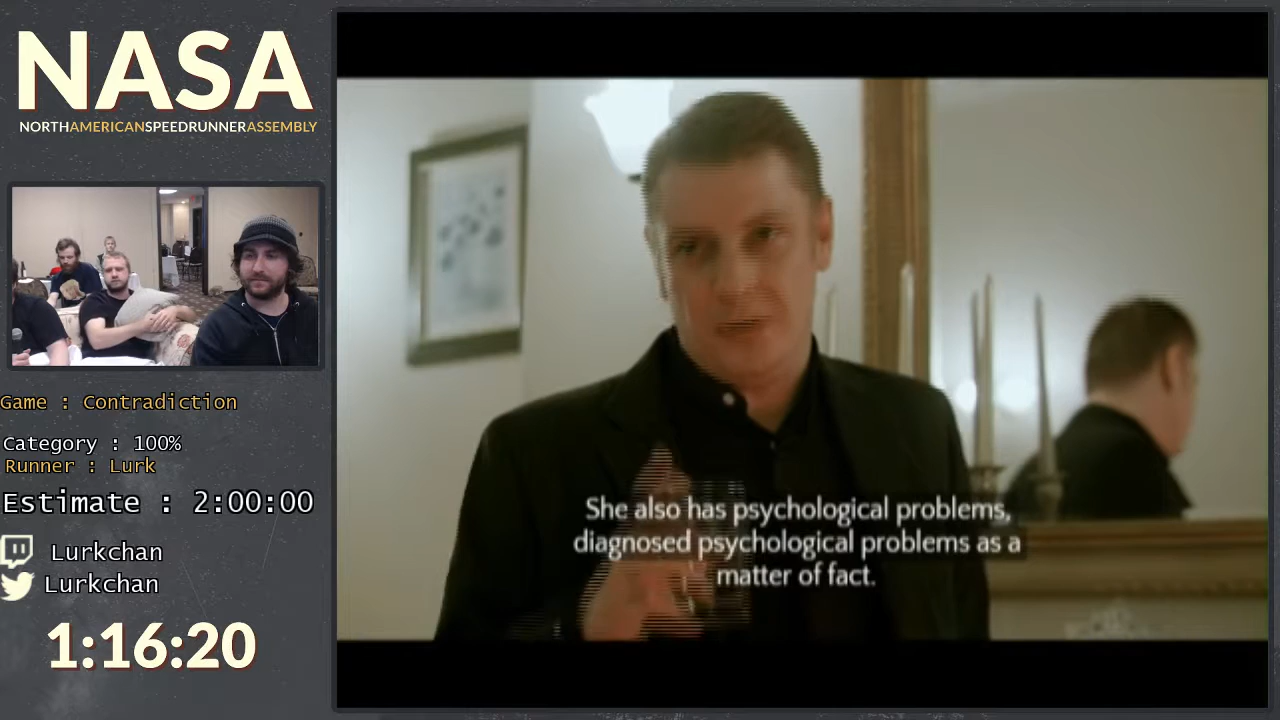 NASA
NORTHAMERICANSPEEDRUNNERASSEMBLY
Game : Contradiction
Category : 100%
Runner : Lurk
Estimate : 2:00:00
Lurkchan
Lurkchan
1:16:20
She also has psychological problems,
diagnosed psychological problems as a
matter of fact.